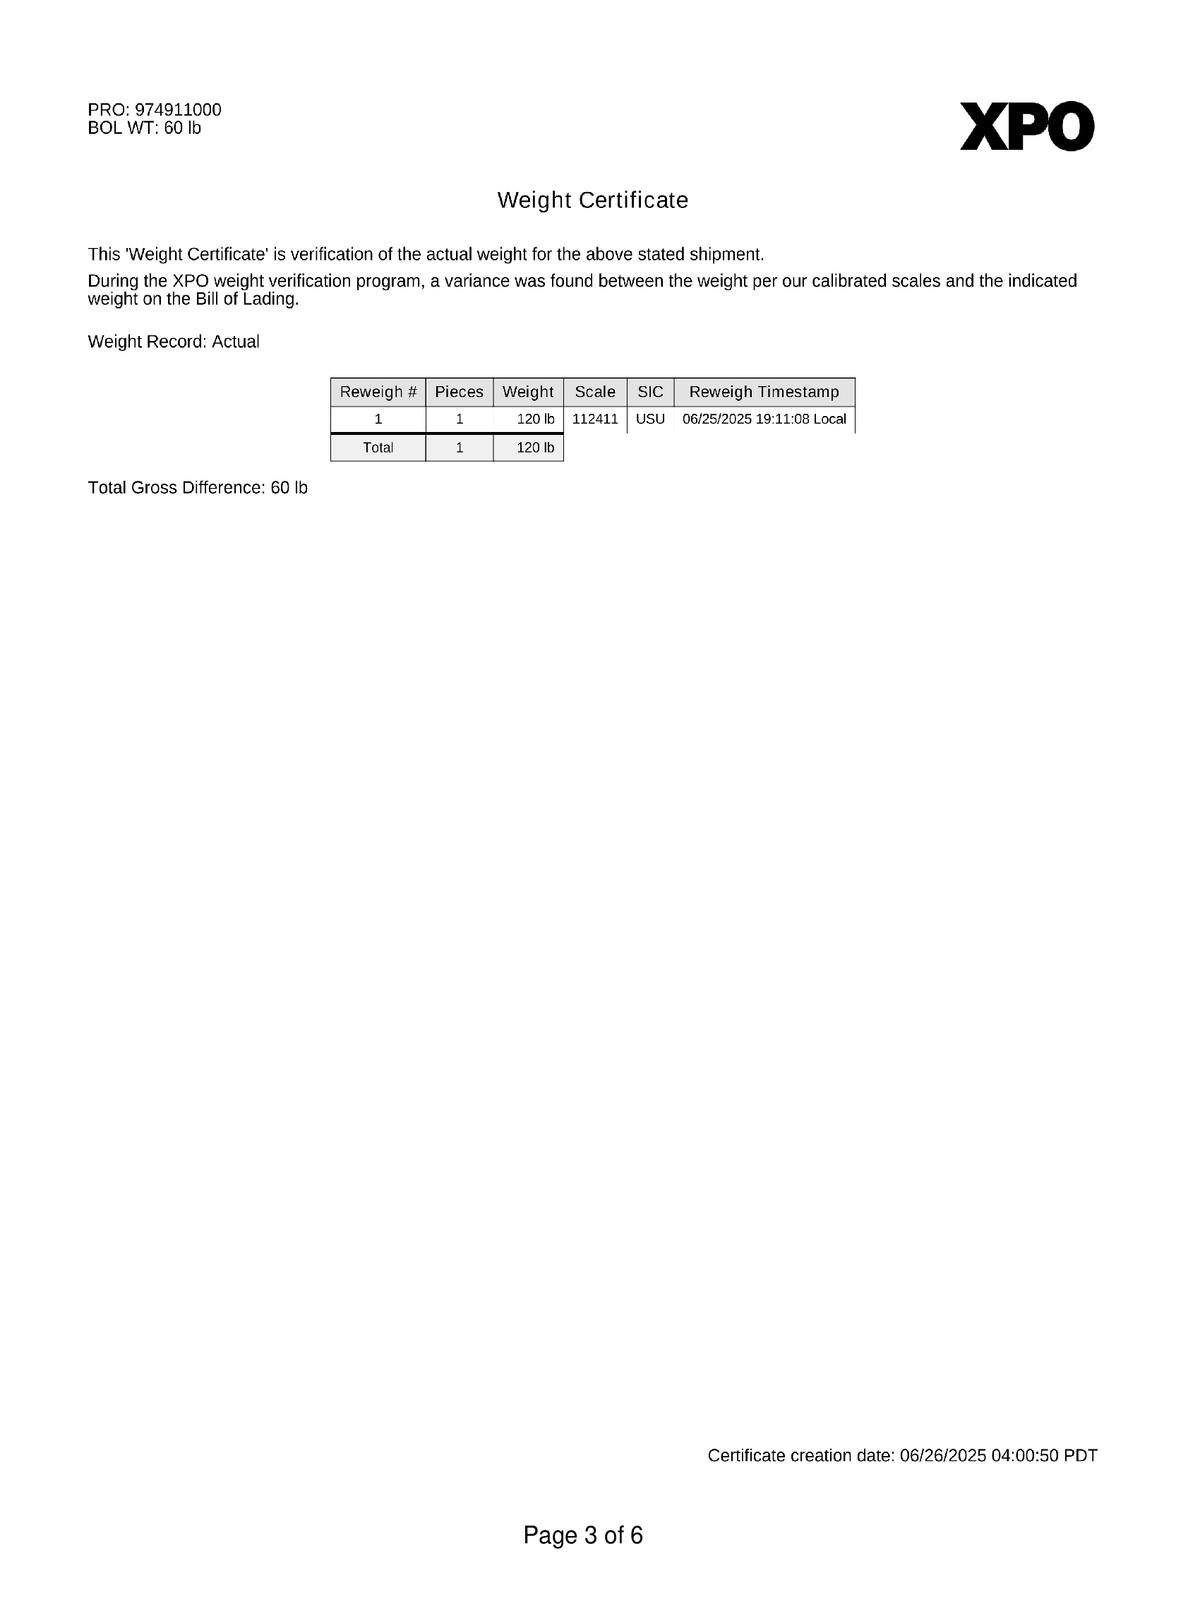 PRO: 974911000
BOL WT: 60 lb
XPO
Weight Certificate
This 'Weight Certificate' is verification of the actual weight for the above stated shipment.
During the XPO weight verification program, a variance was found between the weight per our calibrated scales and the indicated
weight on the Bill of Lading.
Weight Record: Actual
Reweigh # Pieces Weight Scale SIC Reweigh Timestamp
1 1 120 lb 112411 USU 06/25/2025 19:11:08 Local
Total 1 120 lb
Total Gross Difference: 60 lb
Certificate creation date: 06/26/2025 04:00:50 PDT
Page 3 of 6